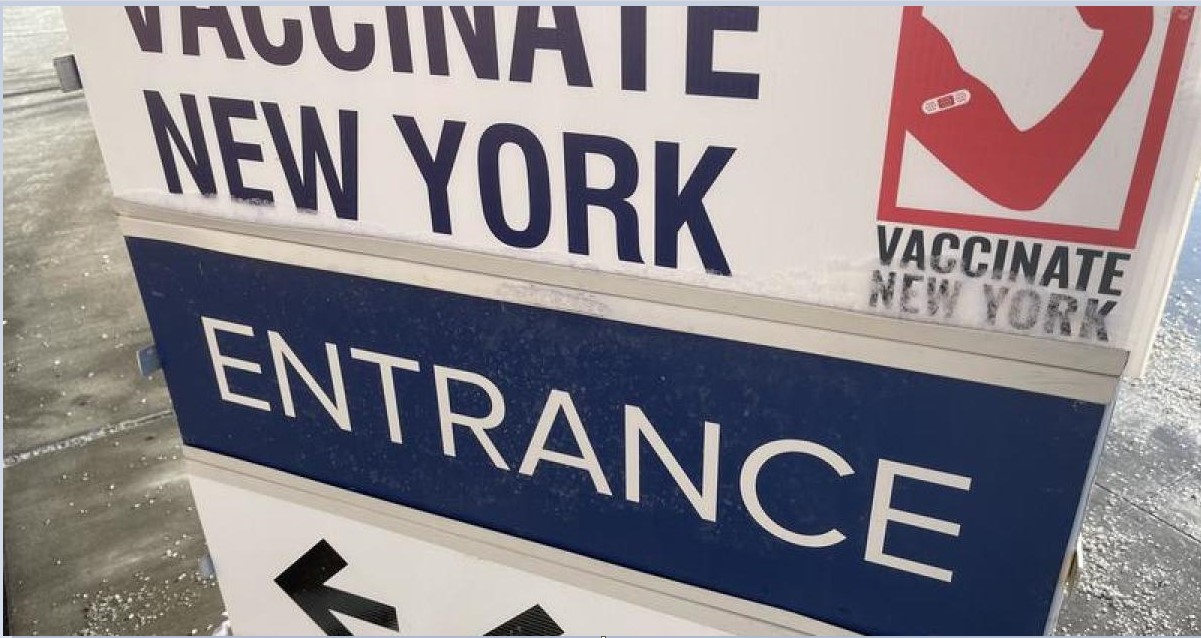 VACCINATE
NEW YORK
VACCINATE
NEW YORK
ENTRANCE